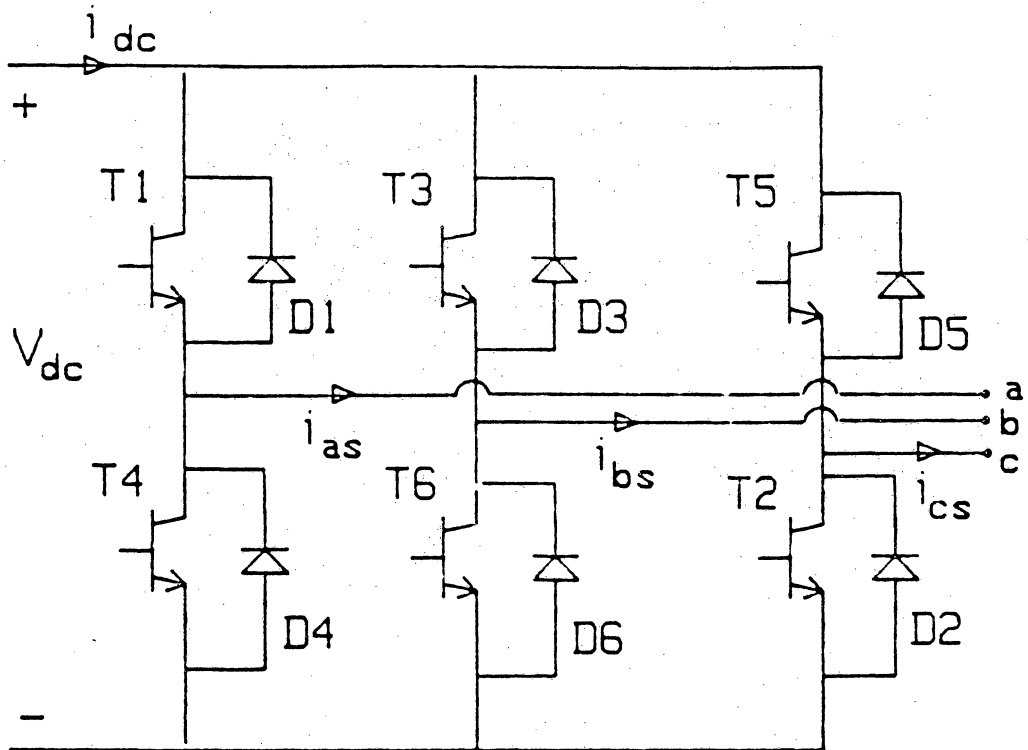 i dc
+
T1
T3
T5
D1
D3
D5
V dc
a
i as
b
i bs
c
T4
T6
T2
i cs
D4
D6
D2
−